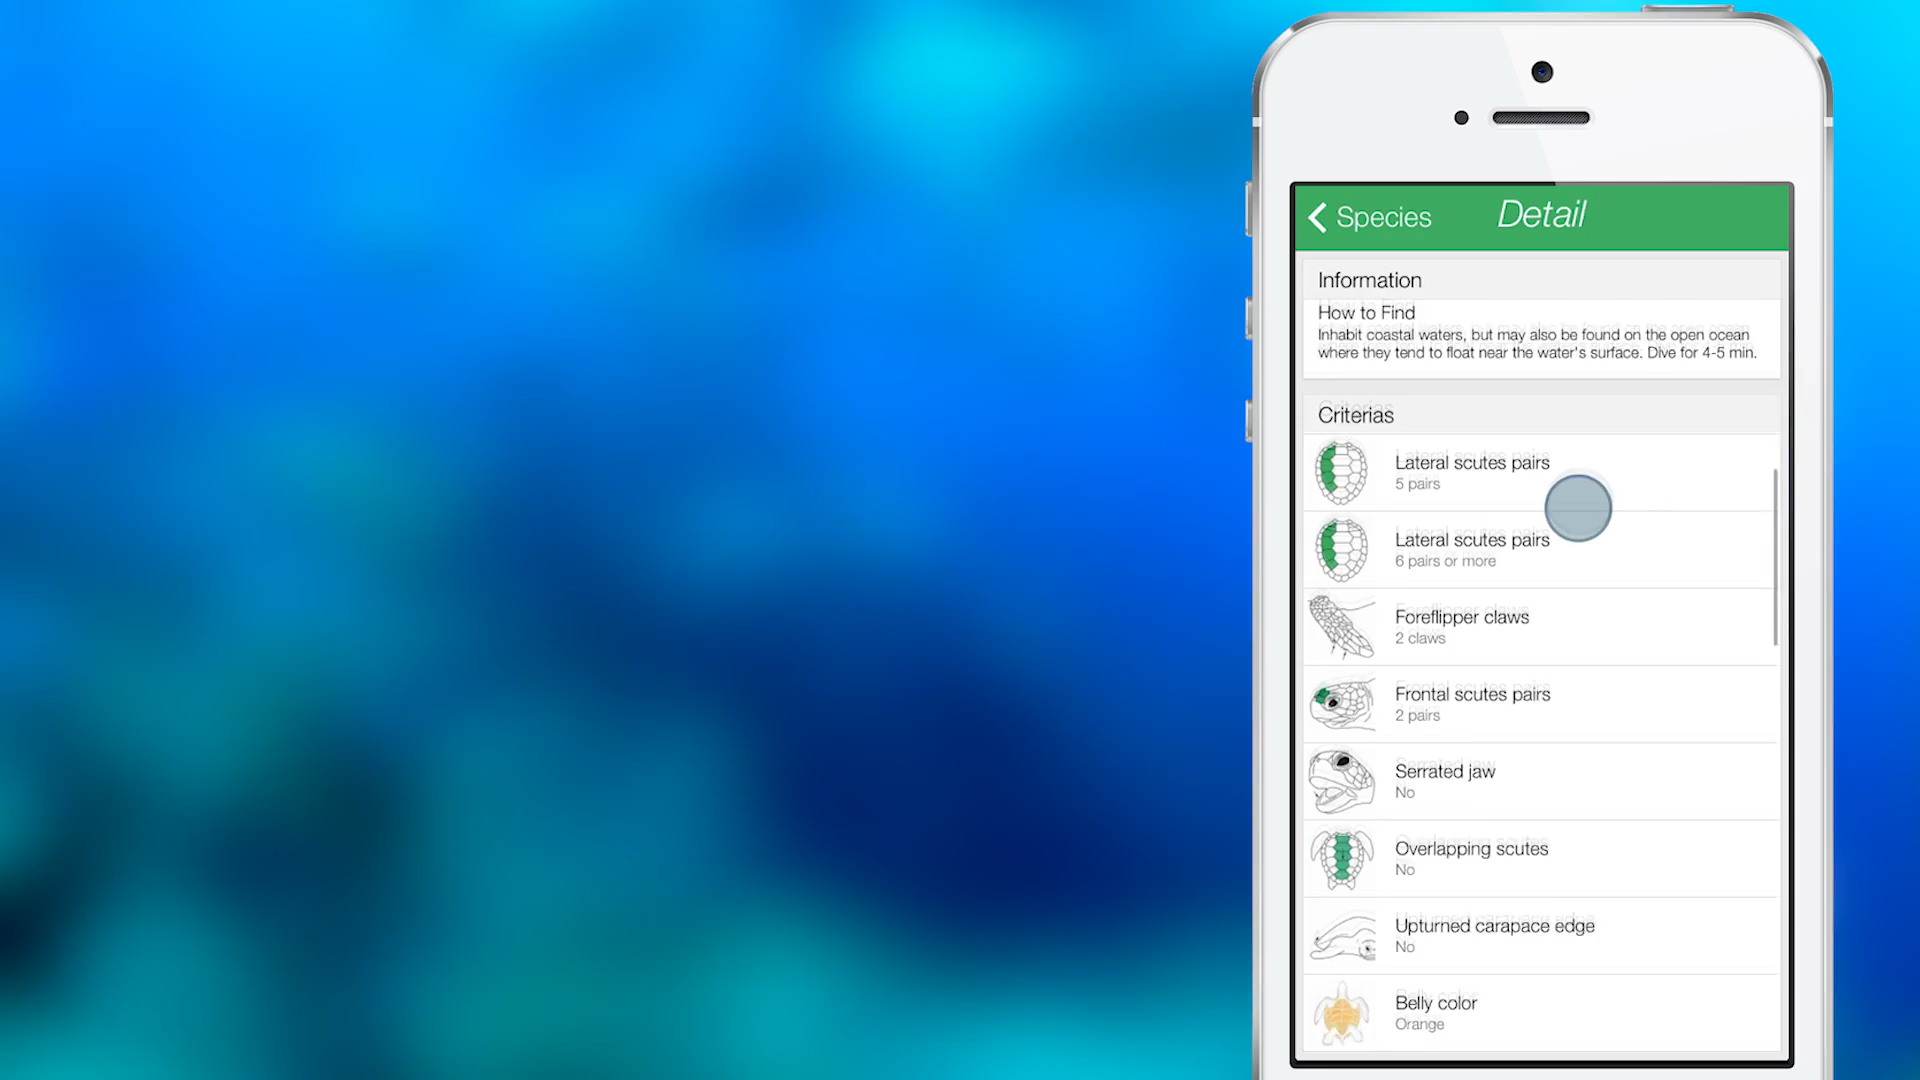 Species
Detail
Information
How to Find
Inhabit coastal waters, but may also be found on the open ocean
where they tend to float near the water's surface. Dive for 4-5 min.
Criterias
Lateral scutes pairs
5 pairs
Lateral scutes pairs
6 pairs or more
Foreflipper claws
2 claws
Frontal scutes pairs
2 pairs
Serrated jaw
No
Overlapping scutes
No
Upturned carapace edge
No
Belly color
Orange